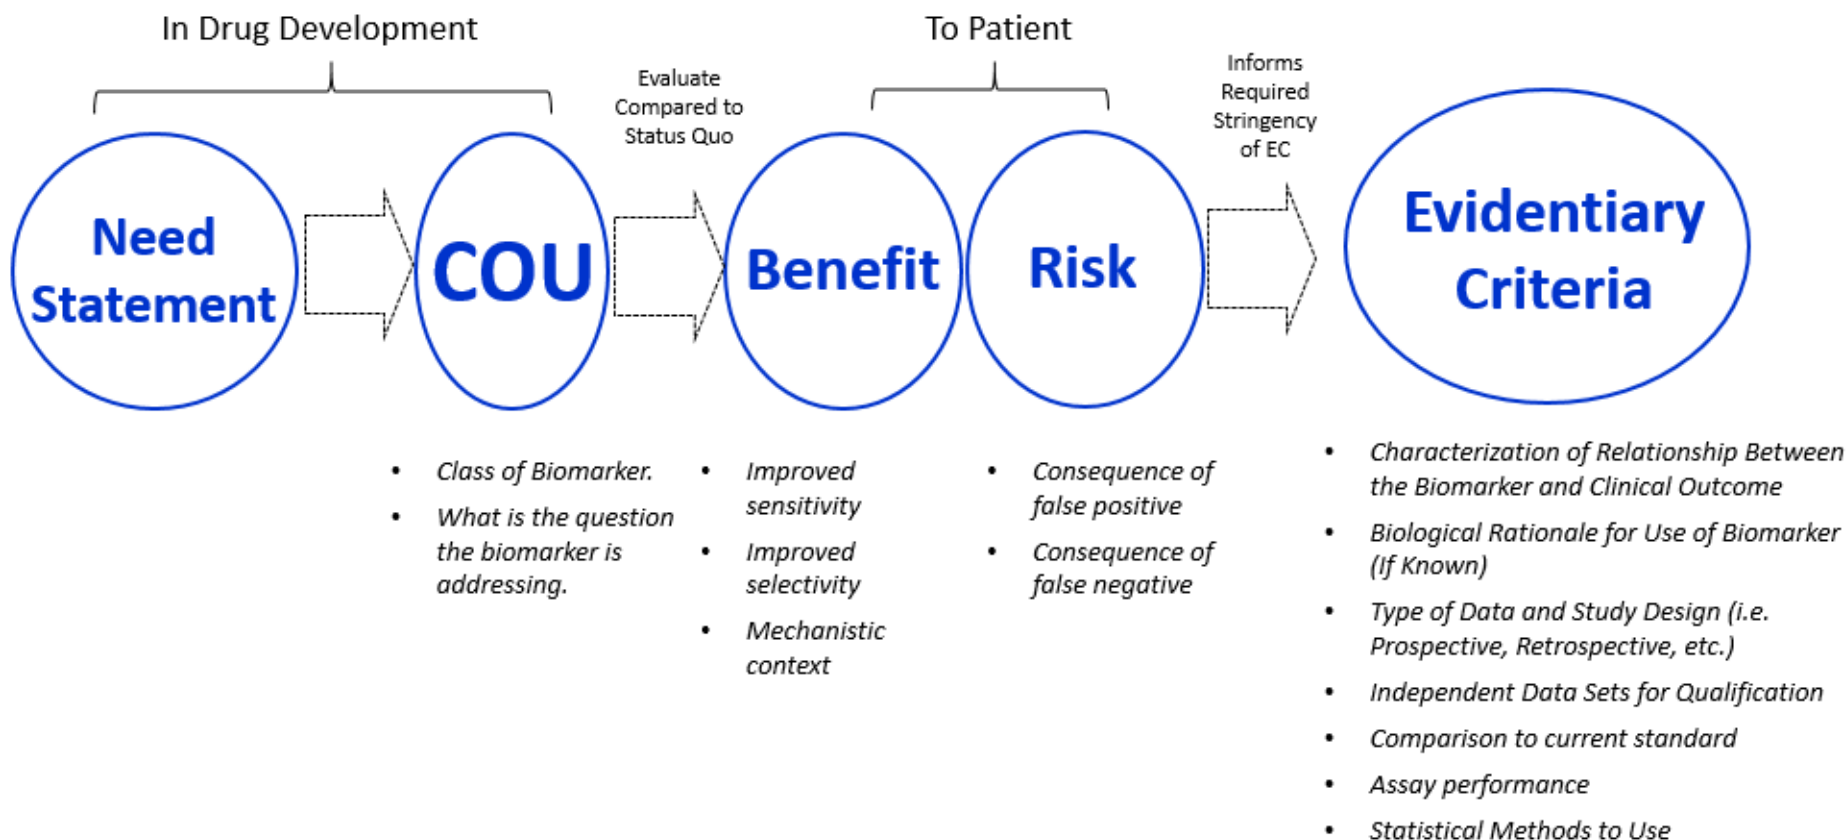 In Drug Development
To Patient
Evaluate
Compared to
Status Quo
Informs
Required
Stringency
of EC
Need
Statement
COU
Benefit
Risk
Evidentiary
Criteria
• Class of Biomarker.
• What is the question
the biomarker is
addressing.
• Improved
sensitivity
• Improved
selectivity
• Mechanistic
context
• Consequence of
false positive
• Consequence of
false negative
• Characterization of Relationship Between
the Biomarker and Clinical Outcome
• Biological Rationale for Use of Biomarker
(If Known)
• Type of Data and Study Design (i.e.
Prospective, Retrospective, etc.)
• Independent Data Sets for Qualification
• Comparison to current standard
• Assay performance
• Statistical Methods to Use